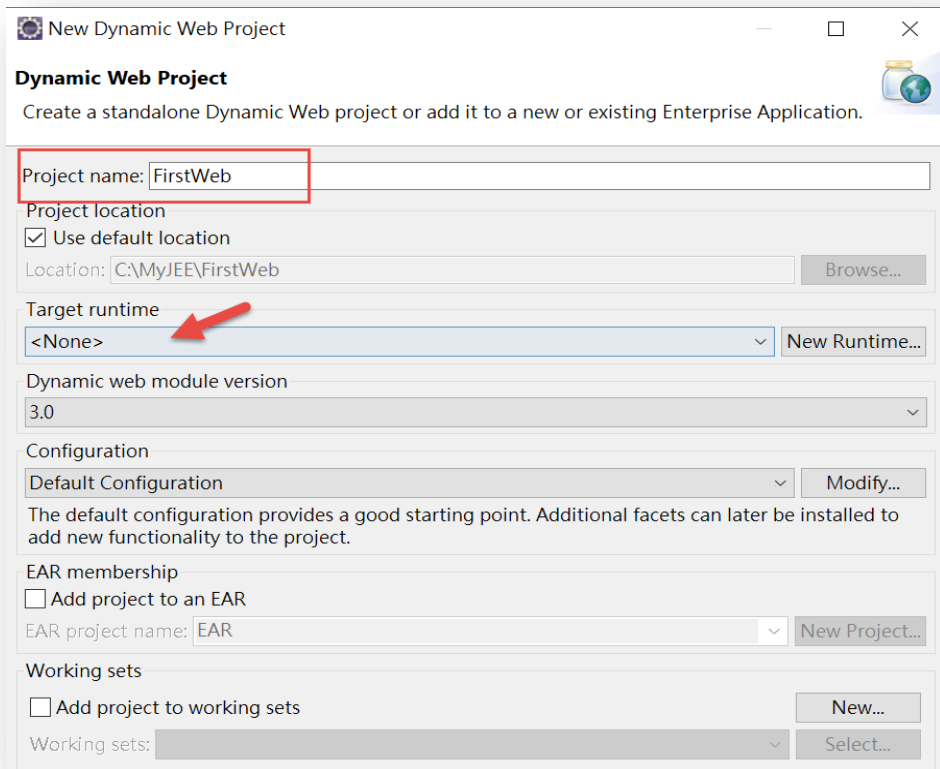 New Dynamic Web Project
Dynamic Web Project
Create a standalone Dynamic Web project or add it to a new or existing Enterprise Application.
Project name: FirstWeb
Project location
Use default location
Location: C:\MyJEE\FirstWeb Browse...
Target runtime
<None> New Runtime...
Dynamic web module version
3.0
Configuration
Default Configuration Modify...
The default configuration provides a good starting point. Additional facets can later be installed to
add new functionality to the project.
EAR membership
Add project to an EAR
EAR project name: EAR New Project...
Working sets
Add project to working sets New...
Working sets: Select...